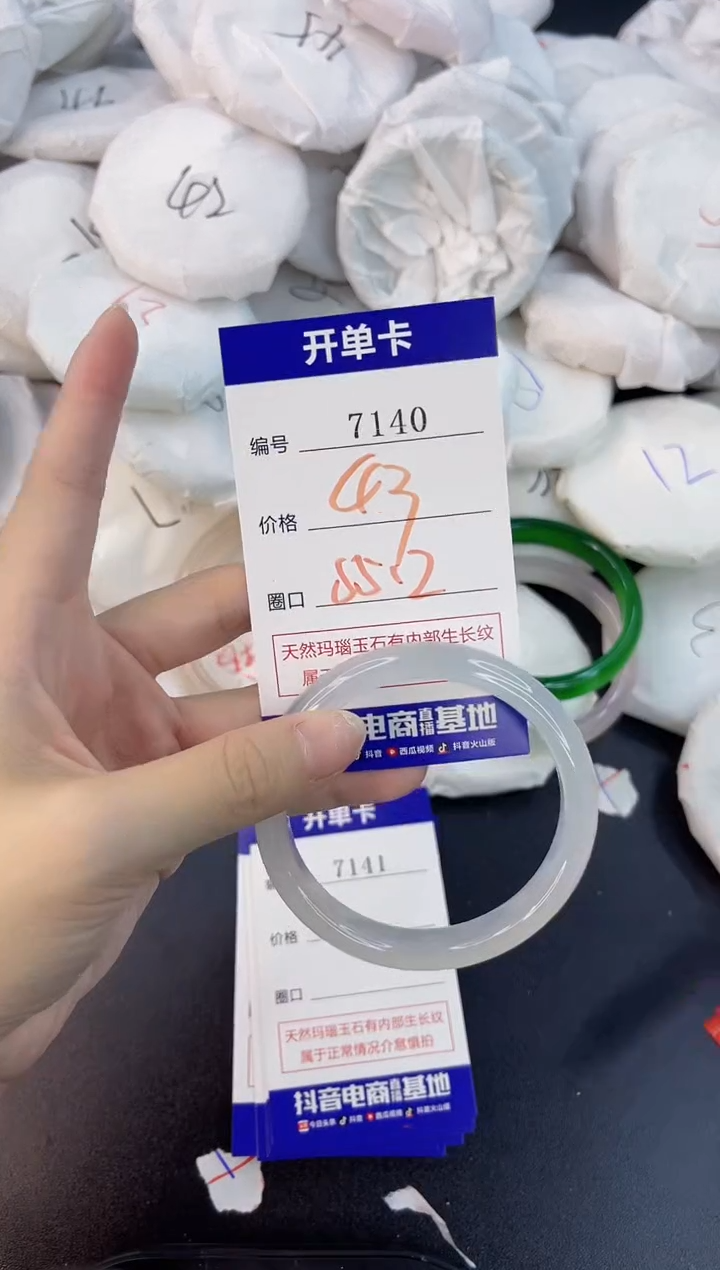 45
42
12
开单卡
编号 7140
价格 43
圈口 55.2
天然玛瑙玉石有内部生长纹
属
电商直播基地
抖音 西瓜视频 抖音火山版
开单卡
7141
价格
圈口
天然玛瑙玉石有内部生长纹
属于正常情况介意慎拍
抖音电商直播基地
今日头条 抖音 西瓜视频 抖音火山版